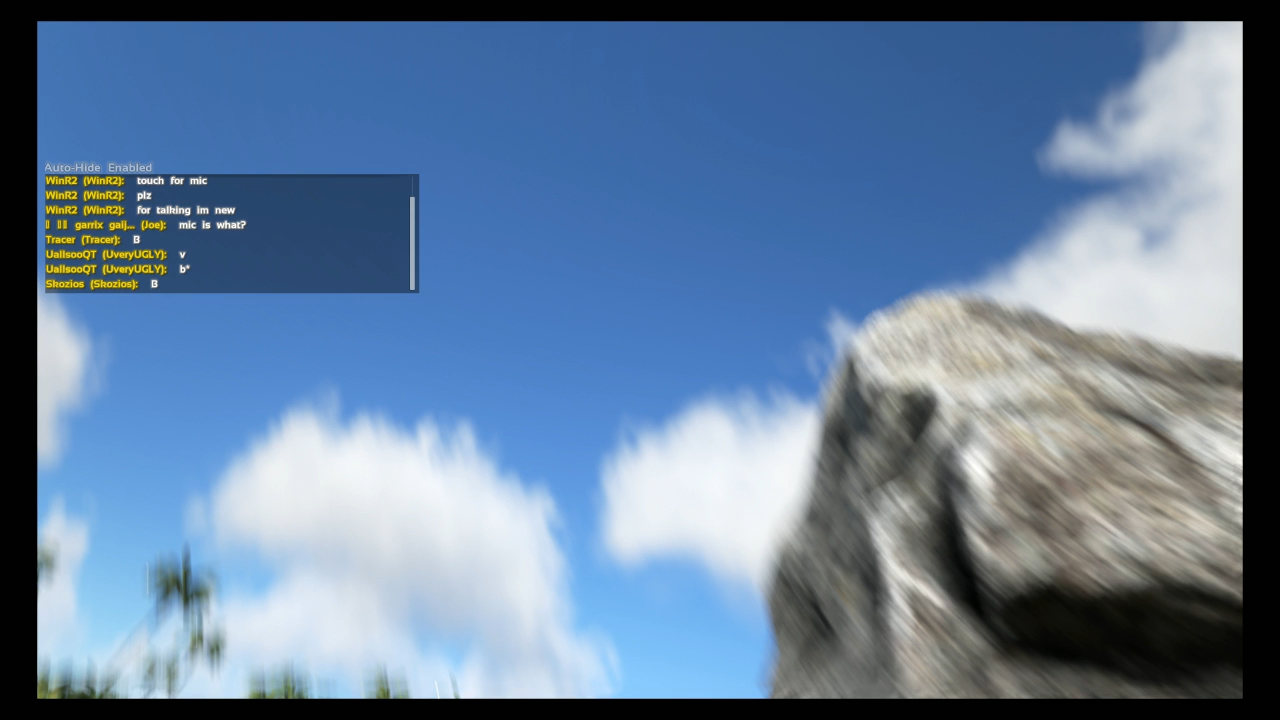 Auto-Hide Enabled
WinR2 (WinR2): touch for mic
WinR2 (WinR2): plz
WinR2 (WinR2): for talking im new
garrix gaij... (Joe): mic is what?
Tracer (Tracer): B
UallsooQT (UveryUGLY): v
UallsooQT (UveryUGLY): b*
Skozios (Skozios): B